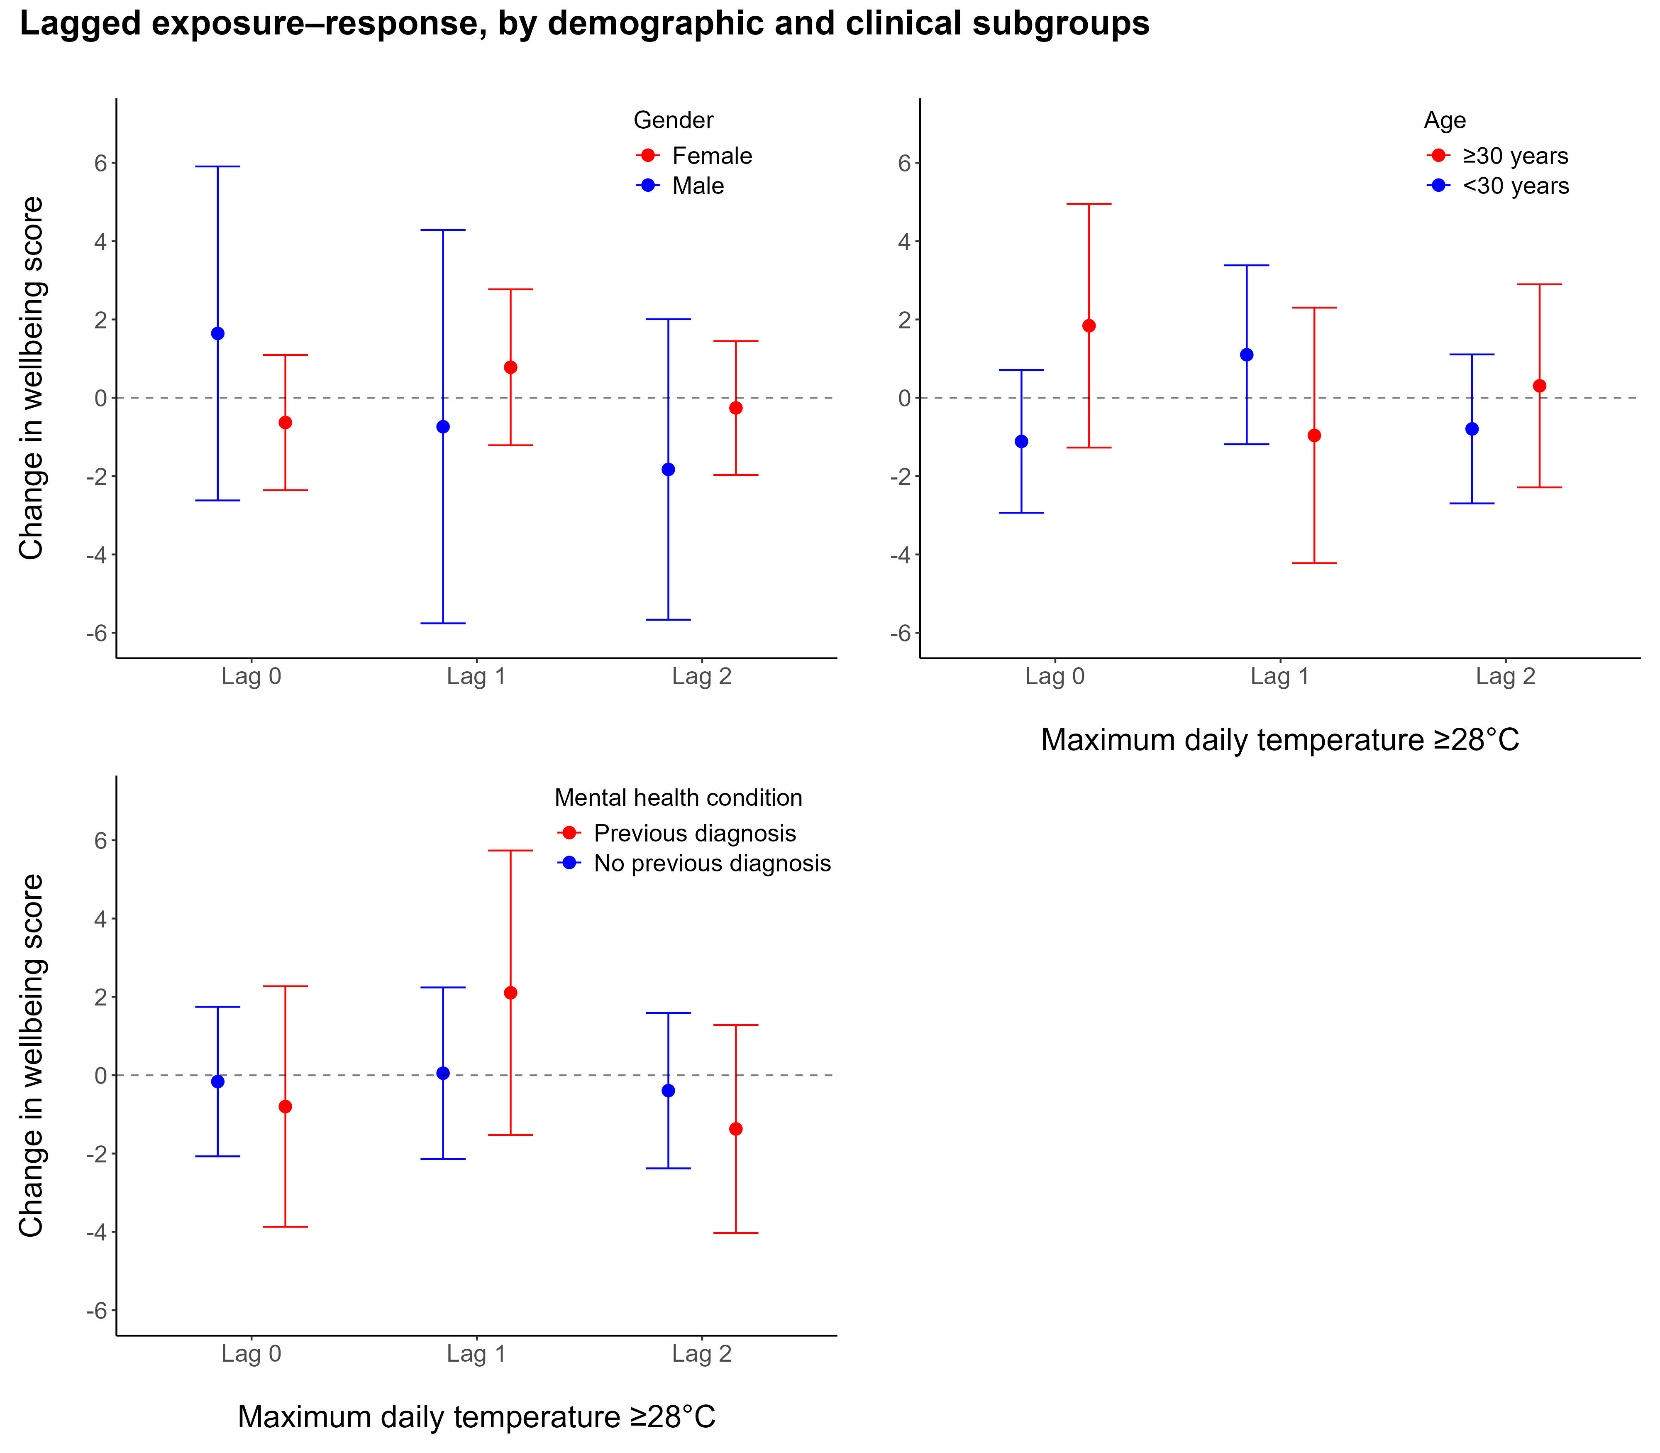 Lagged exposure–response, by demographic and clinical subgroups
Change in wellbeing score
6
4
2
0
-2
-4
-6
Gender
Female
Male
Lag 0
Lag 1
Lag 2
6
4
2
0
-2
-4
-6
Age
≥30 years
<30 years
Lag 0
Lag 1
Lag 2
Maximum daily temperature ≥28°C
Change in wellbeing score
6
4
2
0
-2
-4
-6
Mental health condition
Previous diagnosis
No previous diagnosis
Lag 0
Lag 1
Lag 2
Maximum daily temperature ≥28°C